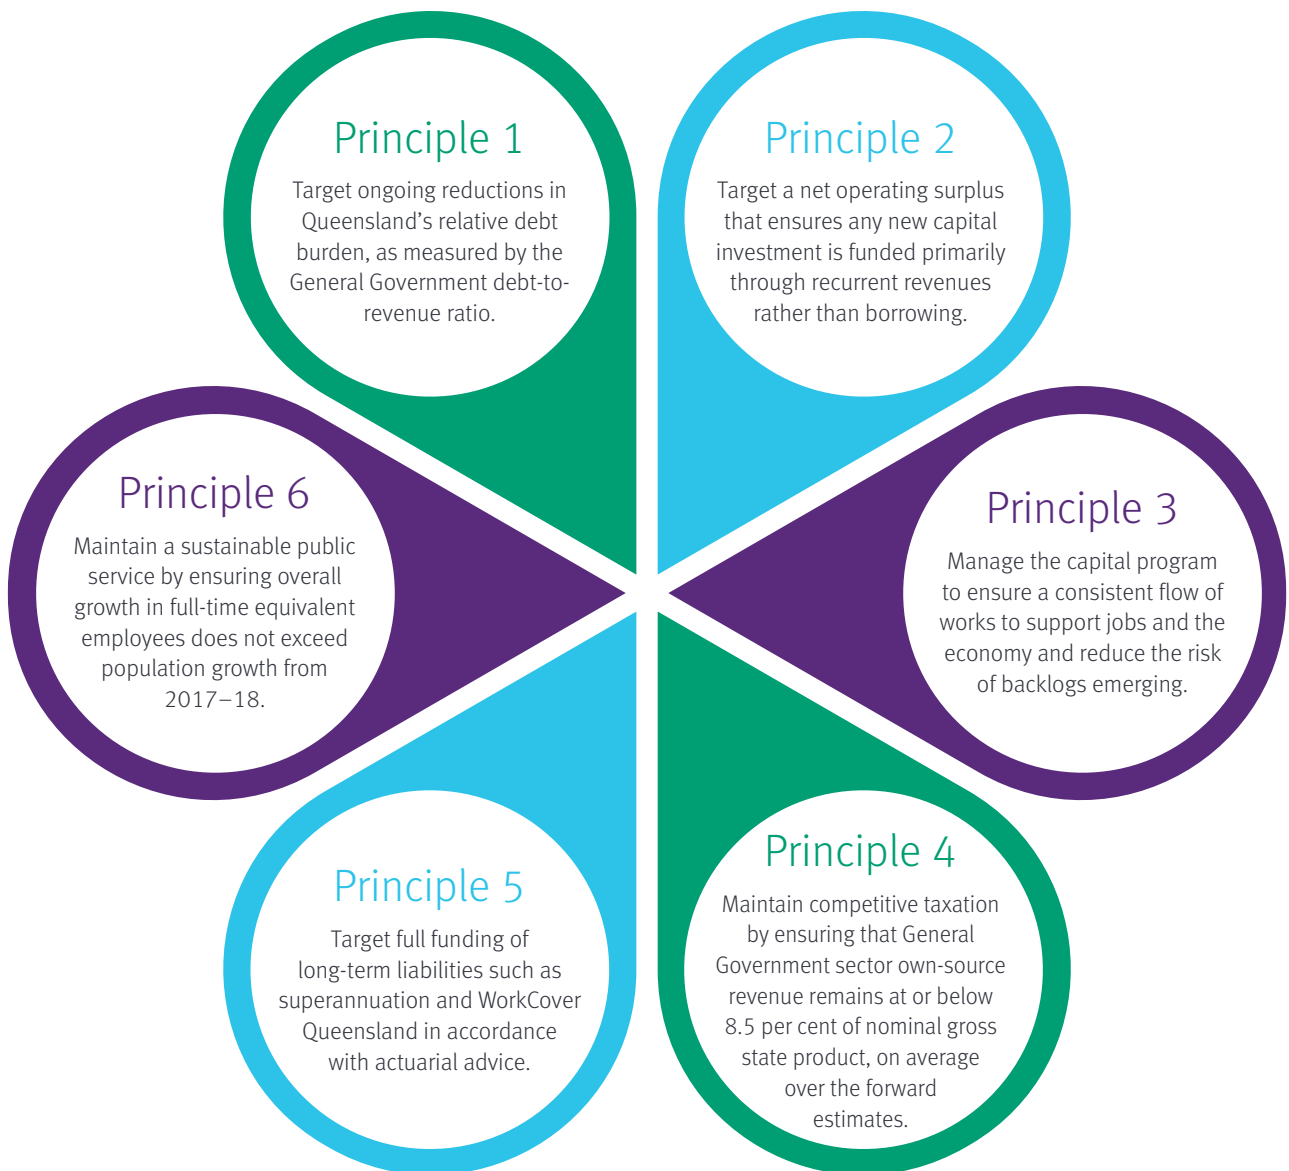 Principle 1
Target ongoing reductions in
Queensland's relative debt
burden, as measured by the
General Government debt-to-
revenue ratio.
Principle 2
Target a net operating surplus
that ensures any new capital
investment is funded primarily
through recurrent revenues
rather than borrowing.
Principle 3
Manage the capital program
to ensure a consistent flow of
works to support jobs and the
economy and reduce the risk
of backlogs emerging.
Principle 4
Maintain competitive taxation
by ensuring that General
Government sector own-source
revenue remains at or below
8.5 per cent of nominal gross
state product, on average
over the forward
estimates.
Principle 5
Target full funding of
long-term liabilities such as
superannuation and WorkCover
Queensland in accordance
with actuarial advice.
Principle 6
Maintain a sustainable public
service by ensuring overall
growth in full-time equivalent
employees does not exceed
population growth from
2017–18.